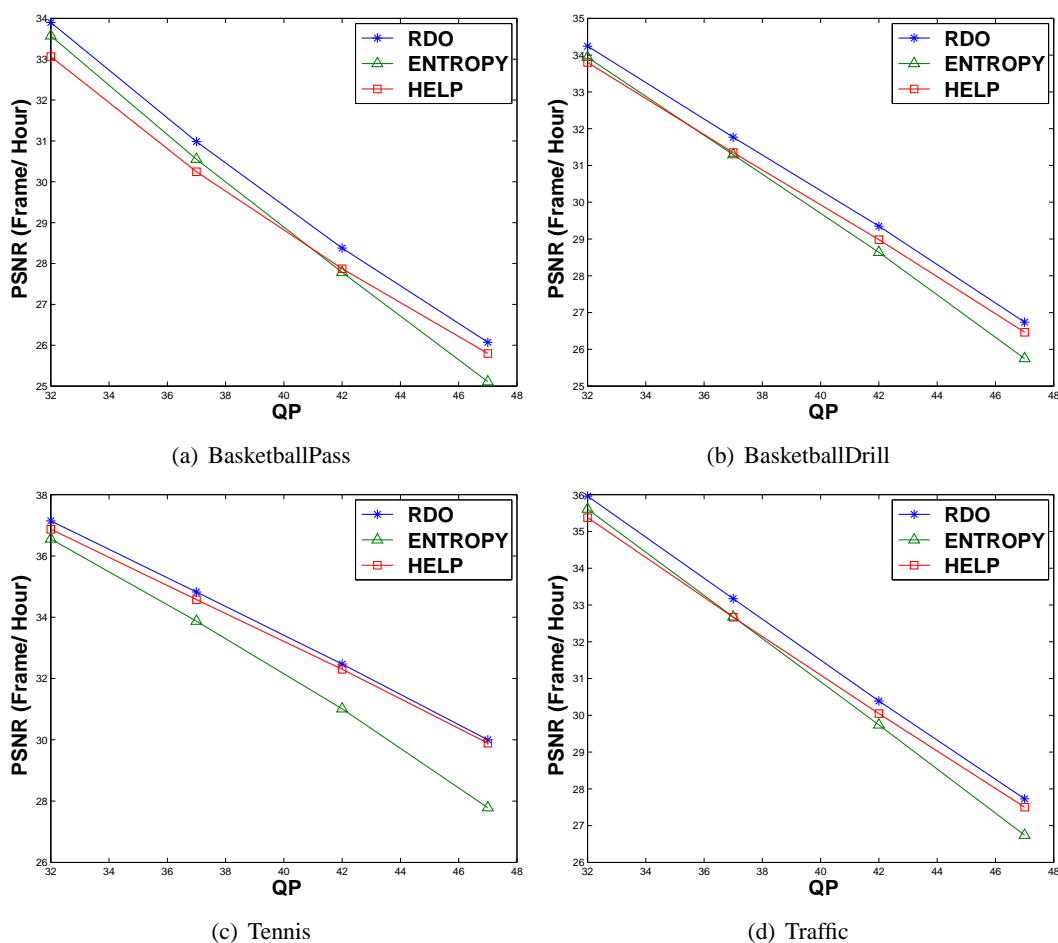 34
33
32
31
30
29
28
27
26
25
PSNR (Frame/ Hour)
RDO
ENTROPY
HELP
32 34 36 38 40 42 44 46 48
QP
(a) BasketballPass
35
34
33
32
31
30
29
28
27
26
25
PSNR (Frame/ Hour)
RDO
ENTROPY
HELP
32 34 36 38 40 42 44 46 48
QP
(b) BasketballDrill
38
36
34
32
30
28
26
PSNR (Frame/ Hour)
RDO
ENTROPY
HELP
32 34 36 38 40 42 44 46 48
QP
(c) Tennis
36
35
34
33
32
31
30
29
28
27
26
PSNR (Frame/ Hour)
RDO
ENTROPY
HELP
32 34 36 38 40 42 44 46 48
QP
(d) Traffic